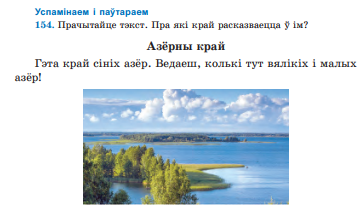 Успамінаем і паўтараем
154. Прачытайце тэкст. Пра які край расказваецца ў ім?
Азёрны край
Гэта край сініх азёр. Ведаеш, колькі тут вялікіх і малых
азёр!